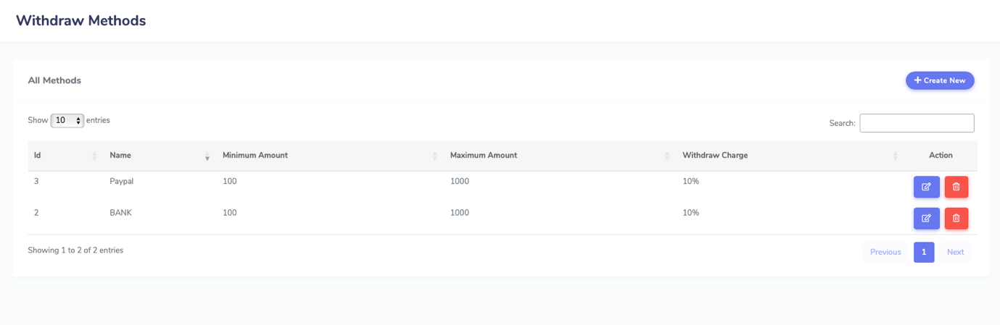 Withdraw Methods
All Methods
Create New
Show 10 entries
Search:
Id Name Minimum Amount Maximum Amount Withdraw Charge Action
3 Paypal 100 1000 10%
2 BANK 100 1000 10%
Showing 1 to 2 of 2 entries
Previous 1 Next